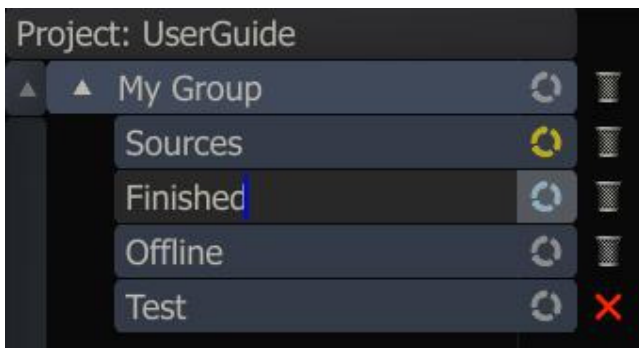 Project: UserGuide
My Group
Sources
Finished
Offline
Test